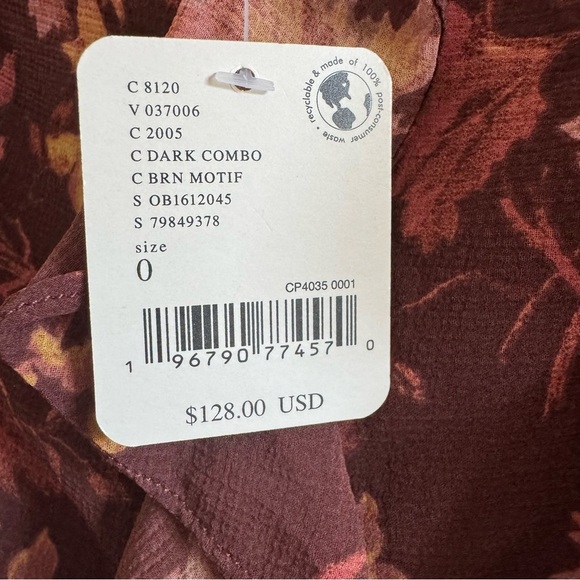 C 8120
V 037006
C 2005
C DARK COMBO
C BRN MOTIF
S OB1612045
S 79849378
size
0
recyclable & made of 100% post-consumer waste •
CP4035 0001
1 96790 77457 0
$128.00 USD